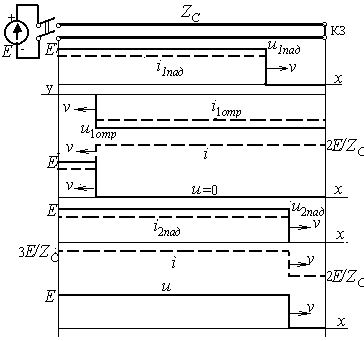 Z_C
+
E
-
КЗ
E
u_1пад
i_1пад
v
x
y
v
i_1отр
u_1отр
v
i
2E/Z_C
E
v
u=0
x
E
u_2пад
i_2пад
v
x
3E/Z_C
i
v
2E/Z_C
E
u
v
x